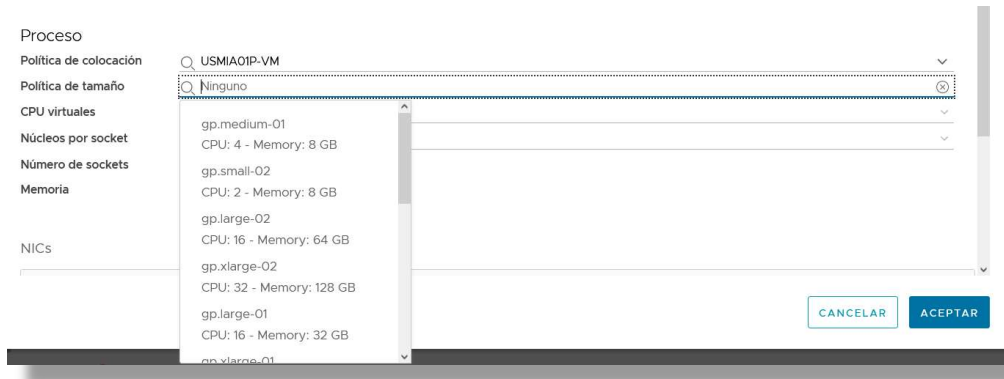 Proceso
Política de colocación USMIA01P-VM
Política de tamaño Ninguno
CPU virtuales
Núcleos por socket
Número de sockets
Memoria
gp.medium-01
CPU: 4 - Memory: 8 GB
gp.small-02
CPU: 2 - Memory: 8 GB
gp.large-02
CPU: 16 - Memory: 64 GB
gp.xlarge-02
CPU: 32 - Memory: 128 GB
gp.large-01
CPU: 16 - Memory: 32 GB
gp.xlarge-01
NICs
CANCELAR ACEPTAR